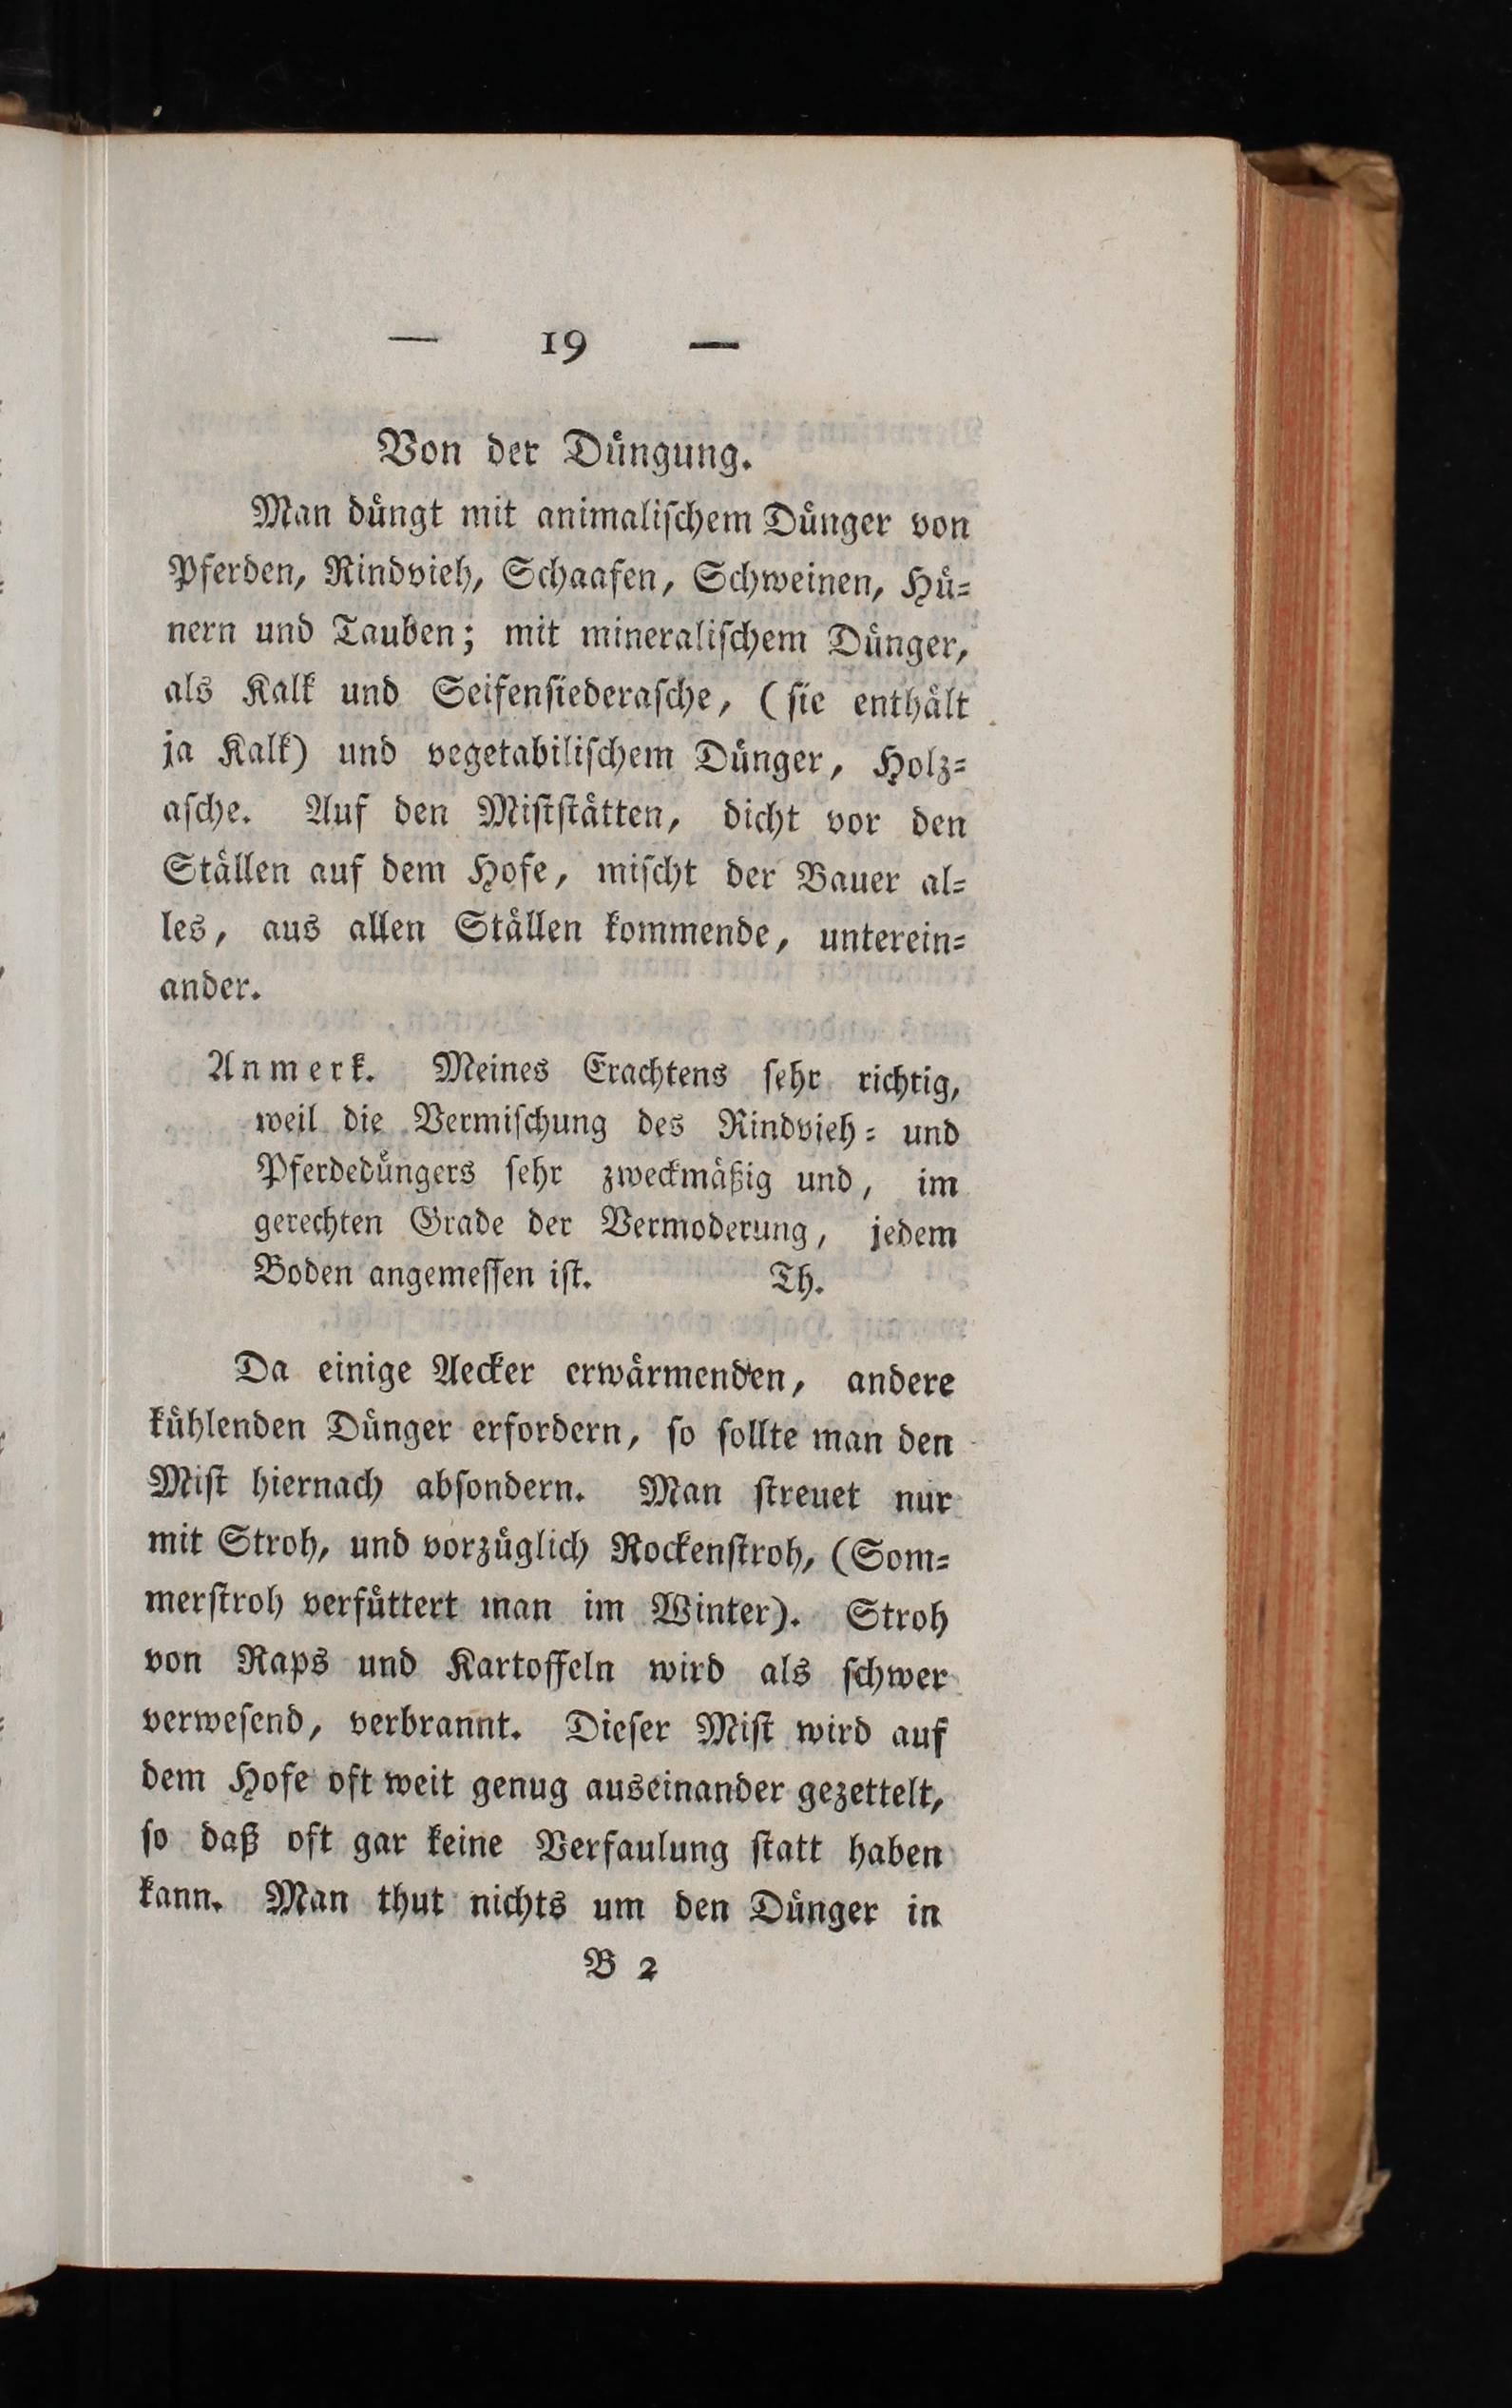 — 19 —
Von der Düngung.
Man düngt mit animaliſchem Dünger von
Pferden, Rindvieh, Schaafen, Schweinen, Hü-
nern und Tauben; mit mineraliſchem Dünger,
als Kalk und Seifenſiederaſche, (ſie enthält
ja Kalk) und vegetabiliſchem Dünger, Holz-
aſche. Auf den Miſtſtätten, dicht vor den
Ställen auf dem Hofe, miſcht der Bauer al-
les, aus allen Ställen kommende, unterein-
ander.
Anmerk. Meines Erachtens ſehr richtig,
weil die Vermiſchung des Rindvieh- und
Pferdedüngers ſehr zweckmäßig und, im
gerechten Grade der Vermoderung, jedem
Boden angemeſſen iſt. Th.
Da einige Aecker erwärmenden, andere
kühlenden Dünger erfordern, ſo ſollte man den
Miſt hiernach abſondern. Man ſtreuet nur
mit Stroh, und vorzüglich Rockenſtroh, (Som-
merſtroh verfüttert man im Winter). Stroh
von Raps und Kartoffeln wird als ſchwer
verweſend, verbrannt. Dieſer Miſt wird auf
dem Hofe oft weit genug auseinander gezettelt,
ſo daß oft gar keine Verfaulung ſtatt haben
kann. Man thut nichts um den Dünger in
B 2